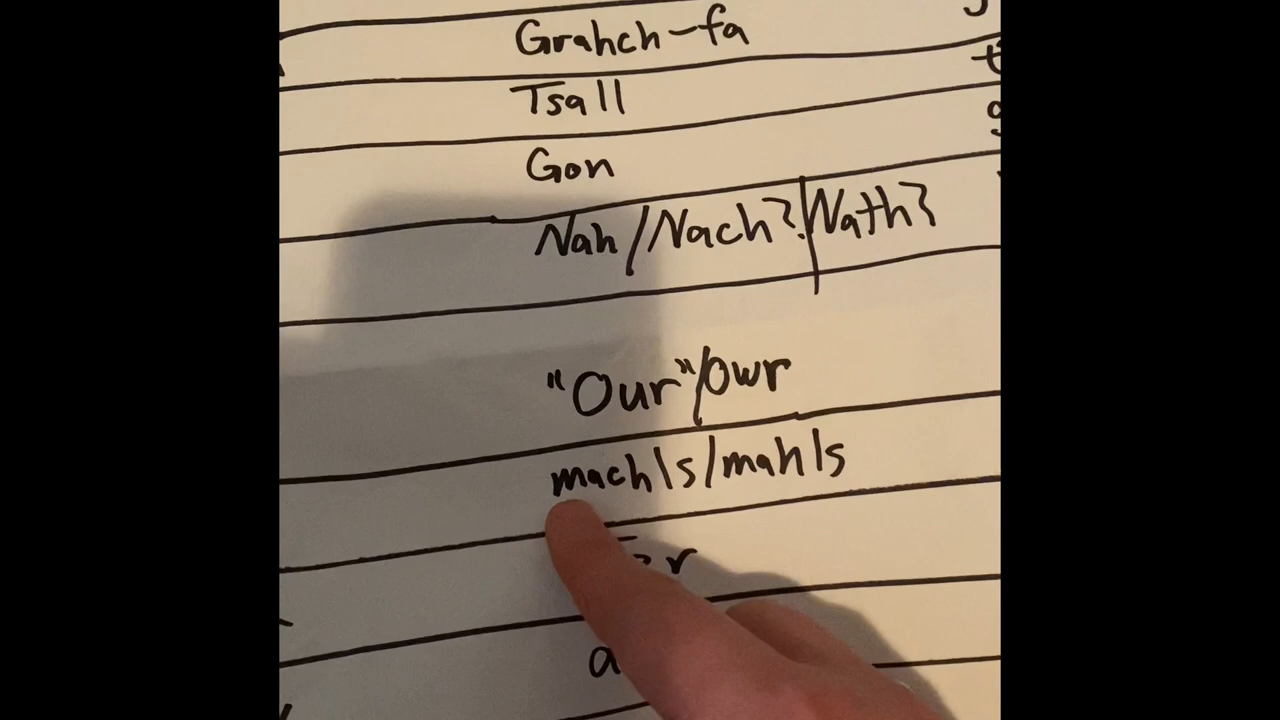 Grahch-fa
Tsall
Gon
Nah/Nach?/Nath?
"Our"/Owr
machls/mahls